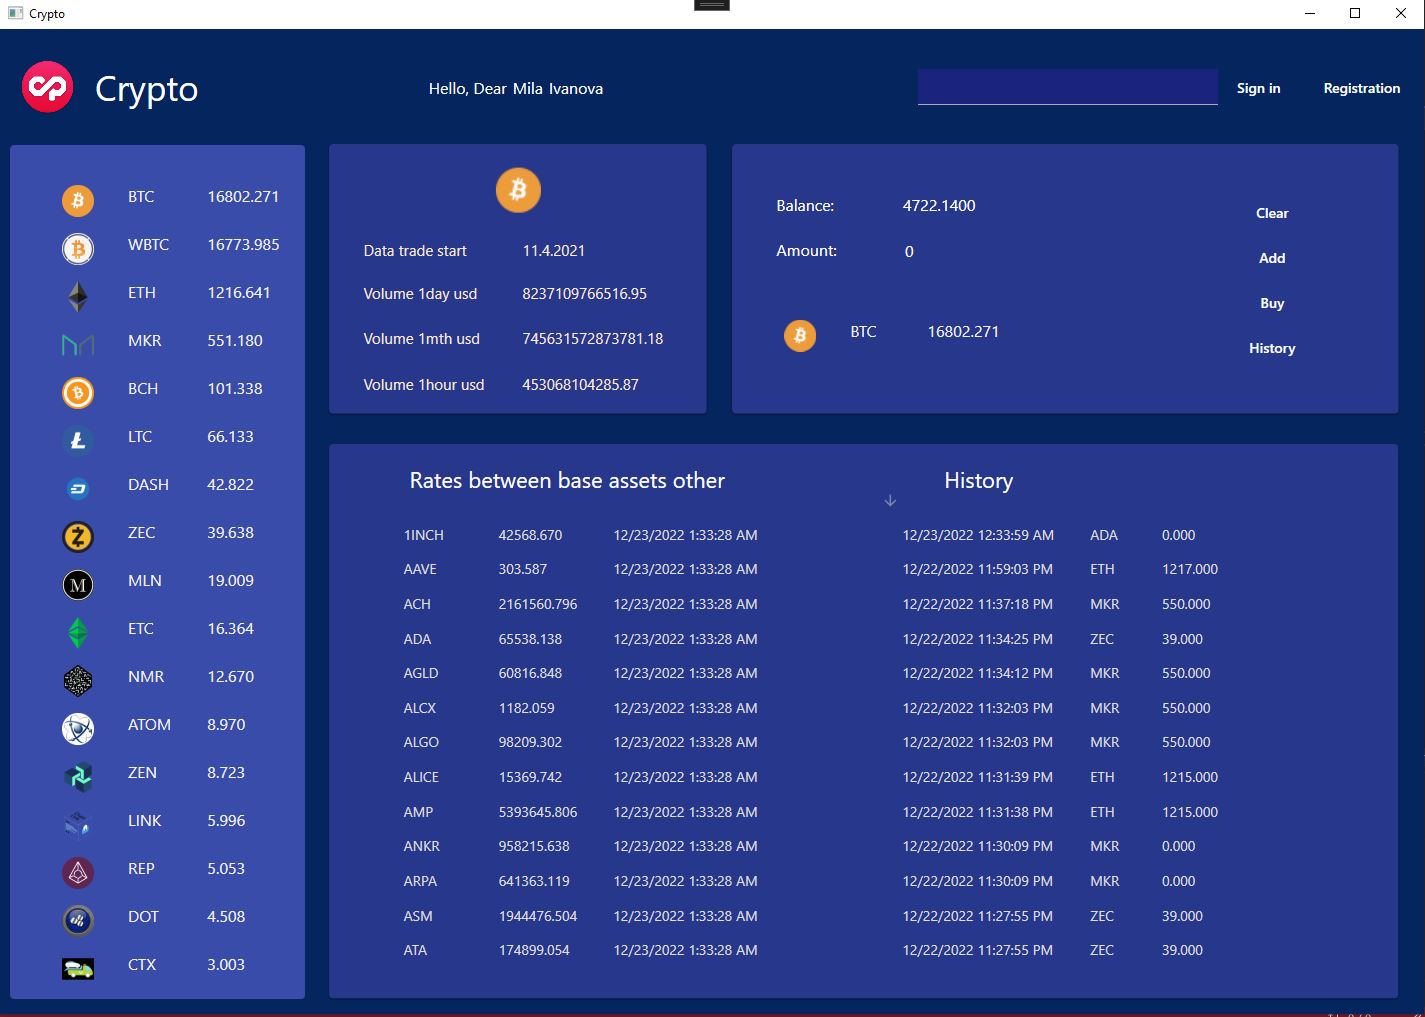 Crypto
Crypto
Hello, Dear Mila Ivanova
Sign in
Registration
BTC 16802.271
WBTC 16773.985
ETH 1216.641
MKR 551.180
BCH 101.338
LTC 66.133
DASH 42.822
ZEC 39.638
MLN 19.009
ETC 16.364
NMR 12.670
ATOM 8.970
ZEN 8.723
LINK 5.996
REP 5.053
DOT 4.508
CTX 3.003
Data trade start 11.4.2021
Volume 1day usd 8237109766516.95
Volume 1mth usd 745631572873781.18
Volume 1hour usd 453068104285.87
Balance: 4722.1400
Amount: 0
BTC 16802.271
Clear
Add
Buy
History
Rates between base assets other
1INCH 42568.670 12/23/2022 1:33:28 AM
AAVE 303.587 12/23/2022 1:33:28 AM
ACH 2161560.796 12/23/2022 1:33:28 AM
ADA 65538.138 12/23/2022 1:33:28 AM
AGLD 60816.848 12/23/2022 1:33:28 AM
ALCX 1182.059 12/23/2022 1:33:28 AM
ALGO 98209.302 12/23/2022 1:33:28 AM
ALICE 15369.742 12/23/2022 1:33:28 AM
AMP 5393645.806 12/23/2022 1:33:28 AM
ANKR 958215.638 12/23/2022 1:33:28 AM
ARPA 641363.119 12/23/2022 1:33:28 AM
ASM 1944476.504 12/23/2022 1:33:28 AM
ATA 174899.054 12/23/2022 1:33:28 AM
History
12/23/2022 12:33:59 AM ADA 0.000
12/22/2022 11:59:03 PM ETH 1217.000
12/22/2022 11:37:18 PM MKR 550.000
12/22/2022 11:34:25 PM ZEC 39.000
12/22/2022 11:34:12 PM MKR 550.000
12/22/2022 11:32:03 PM MKR 550.000
12/22/2022 11:32:03 PM MKR 550.000
12/22/2022 11:31:39 PM ETH 1215.000
12/22/2022 11:31:38 PM ETH 1215.000
12/22/2022 11:30:09 PM MKR 0.000
12/22/2022 11:30:09 PM MKR 0.000
12/22/2022 11:27:55 PM ZEC 39.000
12/22/2022 11:27:55 PM ZEC 39.000